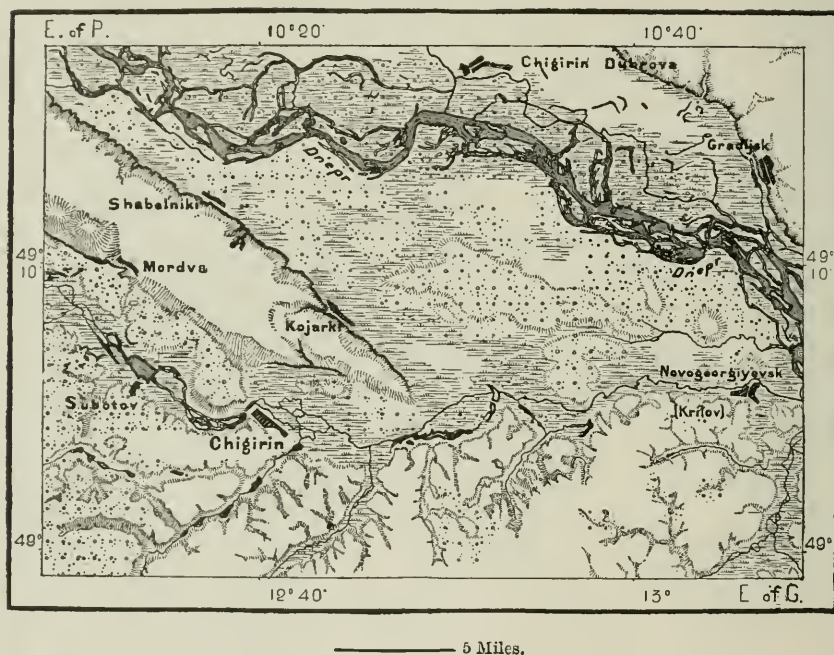 E. of P. 10°20' 10°40'
Chigirin Dubrova
Gradijsk
Dnepr
Shabelniki
49°
10'
Mordva
49°
10'
Dnepr
Kojarki
Novogeorgiyevsk
Subotov
(Krilov)
Chigirin
49°
49°
12°40' 13° E of G.
5 Miles.